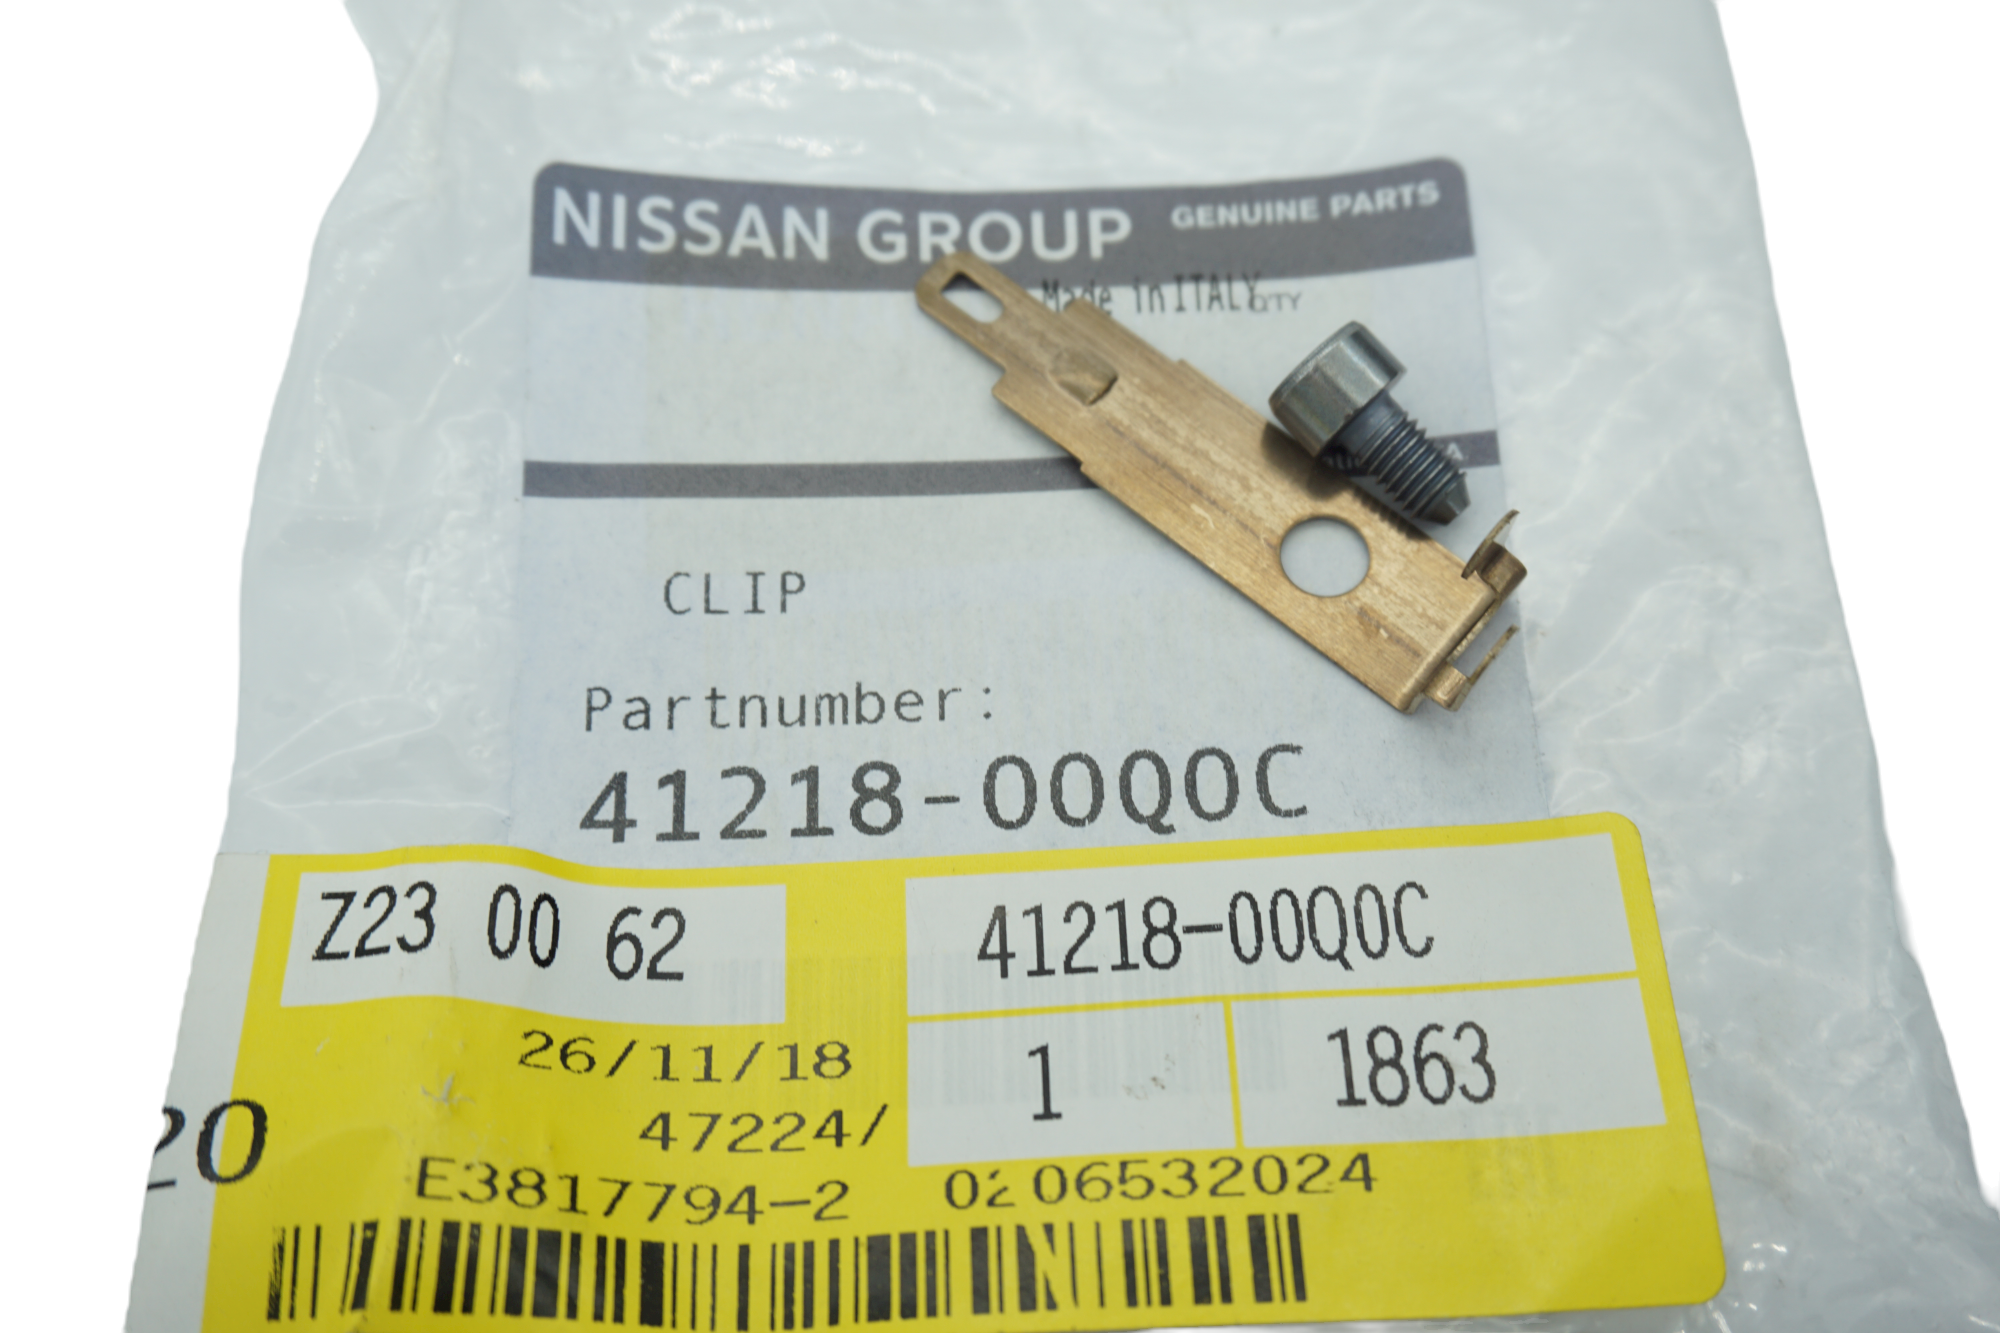 NISSAN GROUP GENUINE PARTS
Made in ITALY QTY
CLIP
Partnumber:
41218-00Q0C
Z23 00 62
41218-00Q0C
26/11/18
1
1863
47224/
20
E3817794-2
0206532024